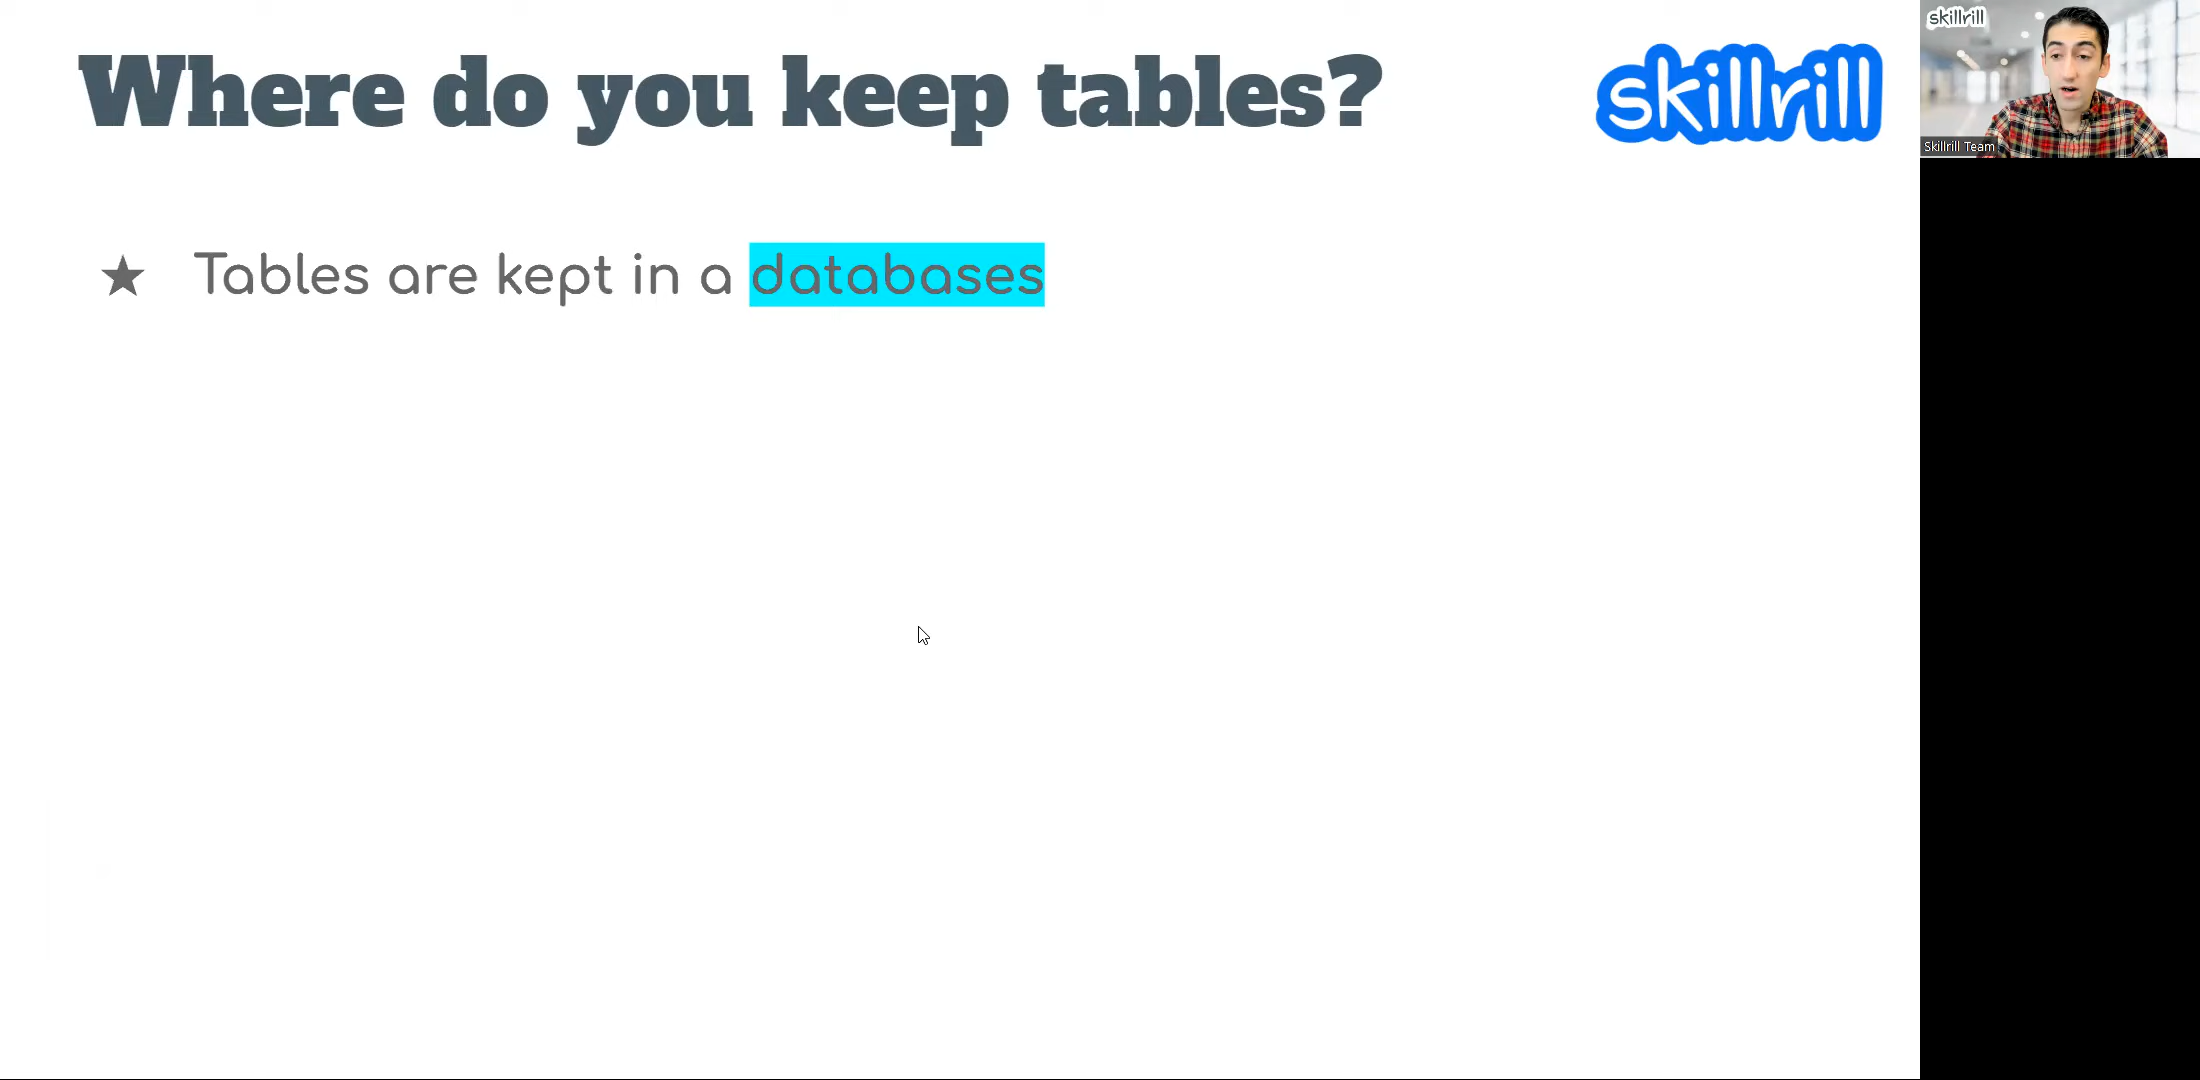 Where do you keep tables?
skillrill
★ Tables are kept in a databases
skillrill
Skillrill Team